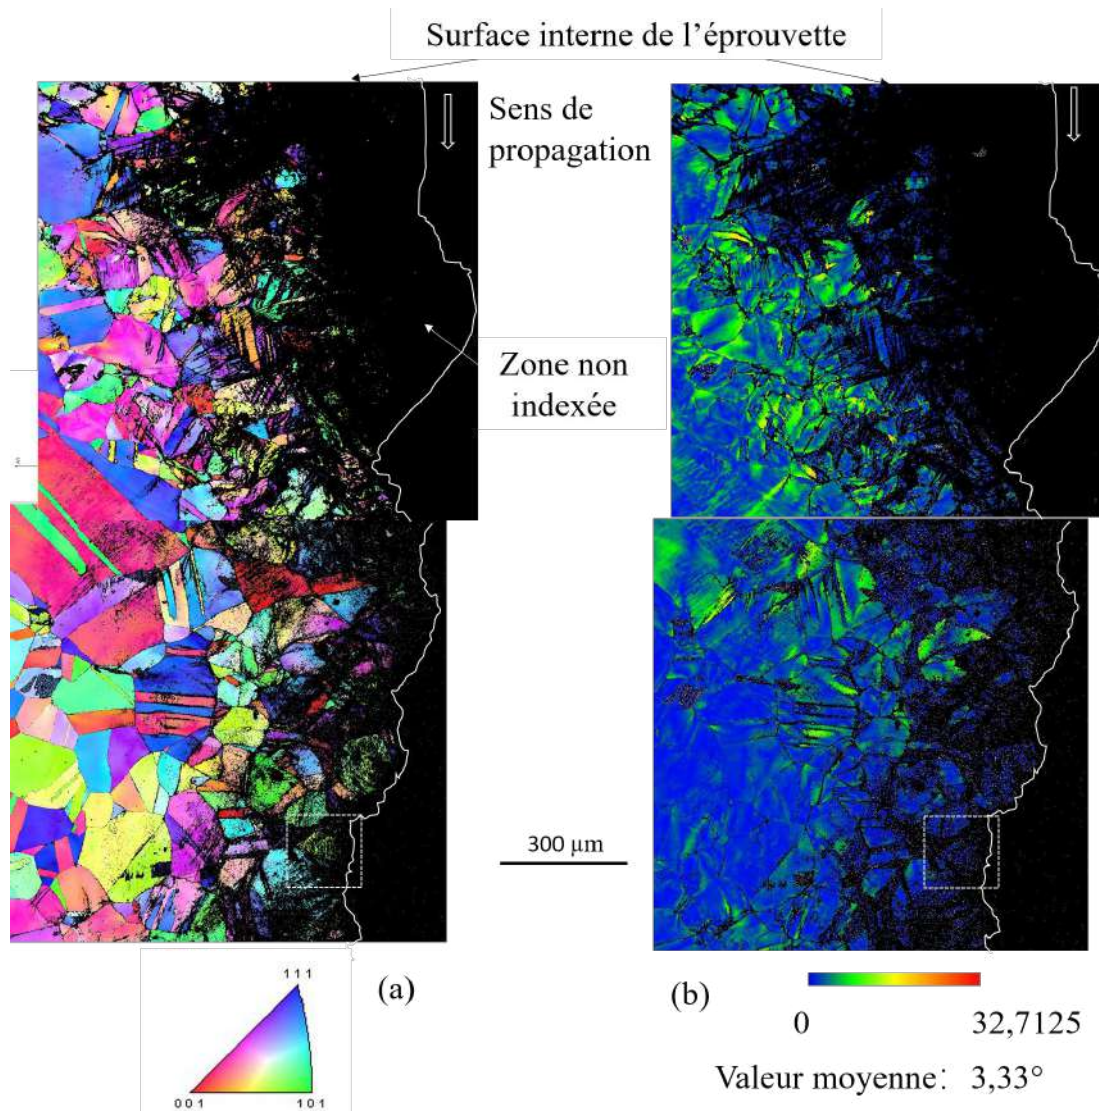 Surface interne de l'éprouvette
Sens de
propagation
Zone non
indexée
300 µm
111
001
101
(a)
(b)
0
32,7125
Valeur moyenne: 3,33°